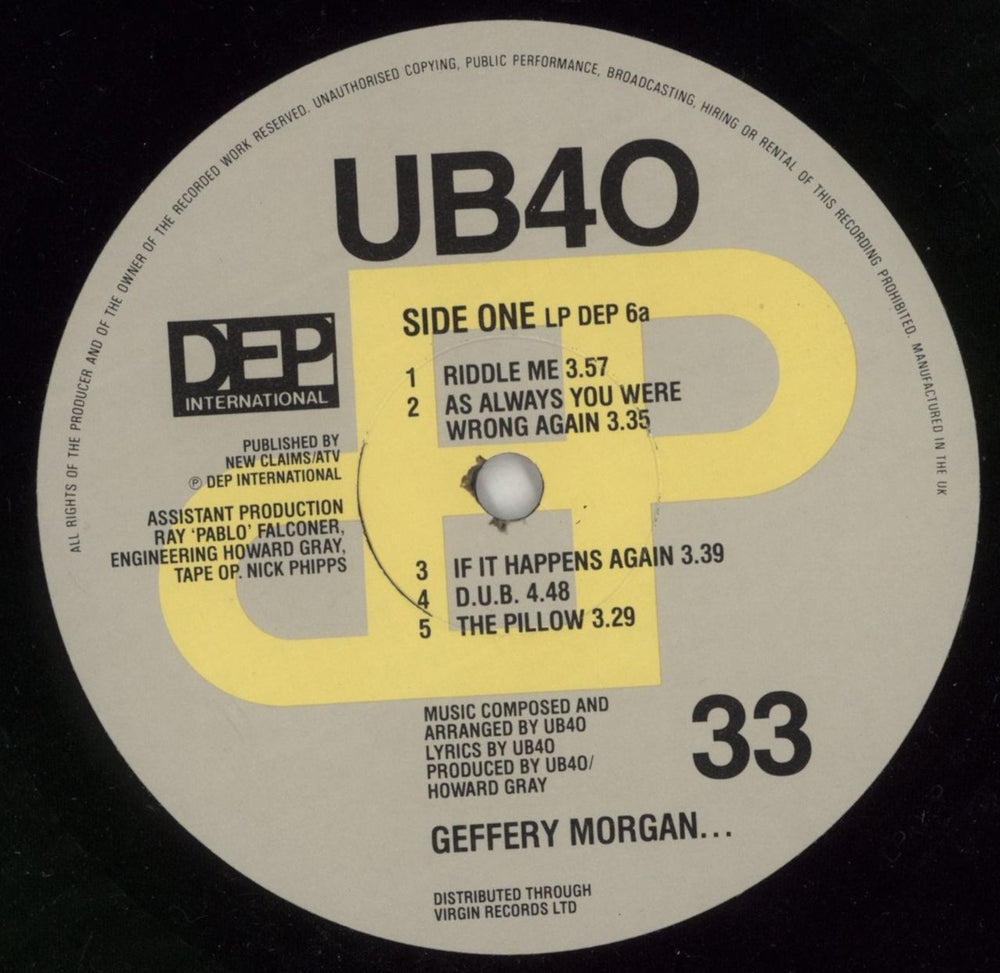 ALL RIGHTS OF THE PRODUCER AND OF THE OWNER OF THE RECORDED WORK RESERVED. UNAUTHORISED COPYING, PUBLIC PERFORMANCE, BROADCASTING, HIRING OR RENTAL OF THIS RECORDING PROHIBITED. MANUFACTURED IN THE UK
UB40
SIDE ONE LP DEP 6a
DEP
INTERNATIONAL
1 RIDDLE ME 3.57
2 AS ALWAYS YOU WERE
WRONG AGAIN 3.35
PUBLISHED BY
NEW CLAIMS/ATV
℗ DEP INTERNATIONAL
ASSISTANT PRODUCTION
RAY ‘PABLO’ FALCONER,
ENGINEERING HOWARD GRAY,
TAPE OP. NICK PHIPPS
3 IF IT HAPPENS AGAIN 3.39
4 D.U.B. 4.48
5 THE PILLOW 3.29
MUSIC COMPOSED AND
ARRANGED BY UB40
LYRICS BY UB40
PRODUCED BY UB40/
HOWARD GRAY
33
GEFFERY MORGAN...
DISTRIBUTED THROUGH
VIRGIN RECORDS LTD